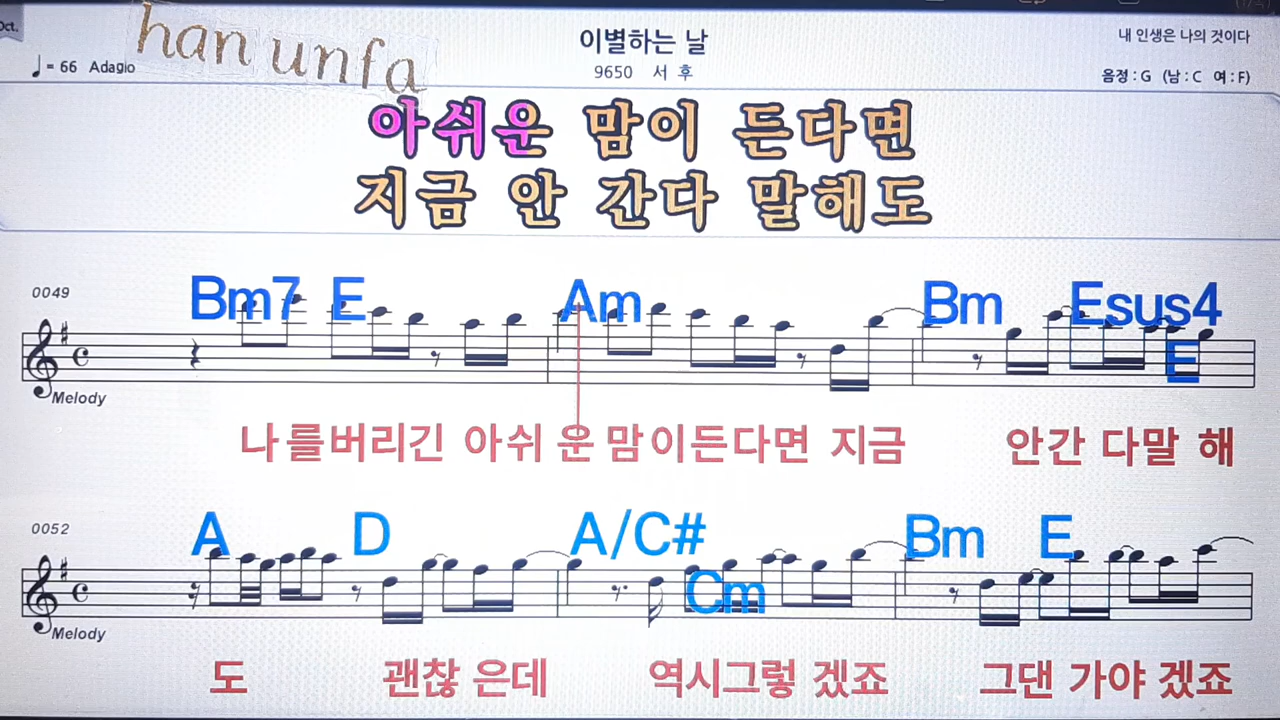 Oct.
han unfa
이별하는 날
내 인생은 나의 것이다
♩= 66 Adagio
9650 서 후
음정 : G (남 : C 여 : F)
아쉬운 맘이 든다면
지금 안 간다 말해도
0049
Bm7 E Am Bm Esus4
E
Melody
나를버리긴 아쉬 운 맘이든다면 지금 안간 다말 해
0052
A D A/C# Bm E
Cm
Melody
도 괜찮 은데 역시그렇 겠죠 그댄 가야 겠죠